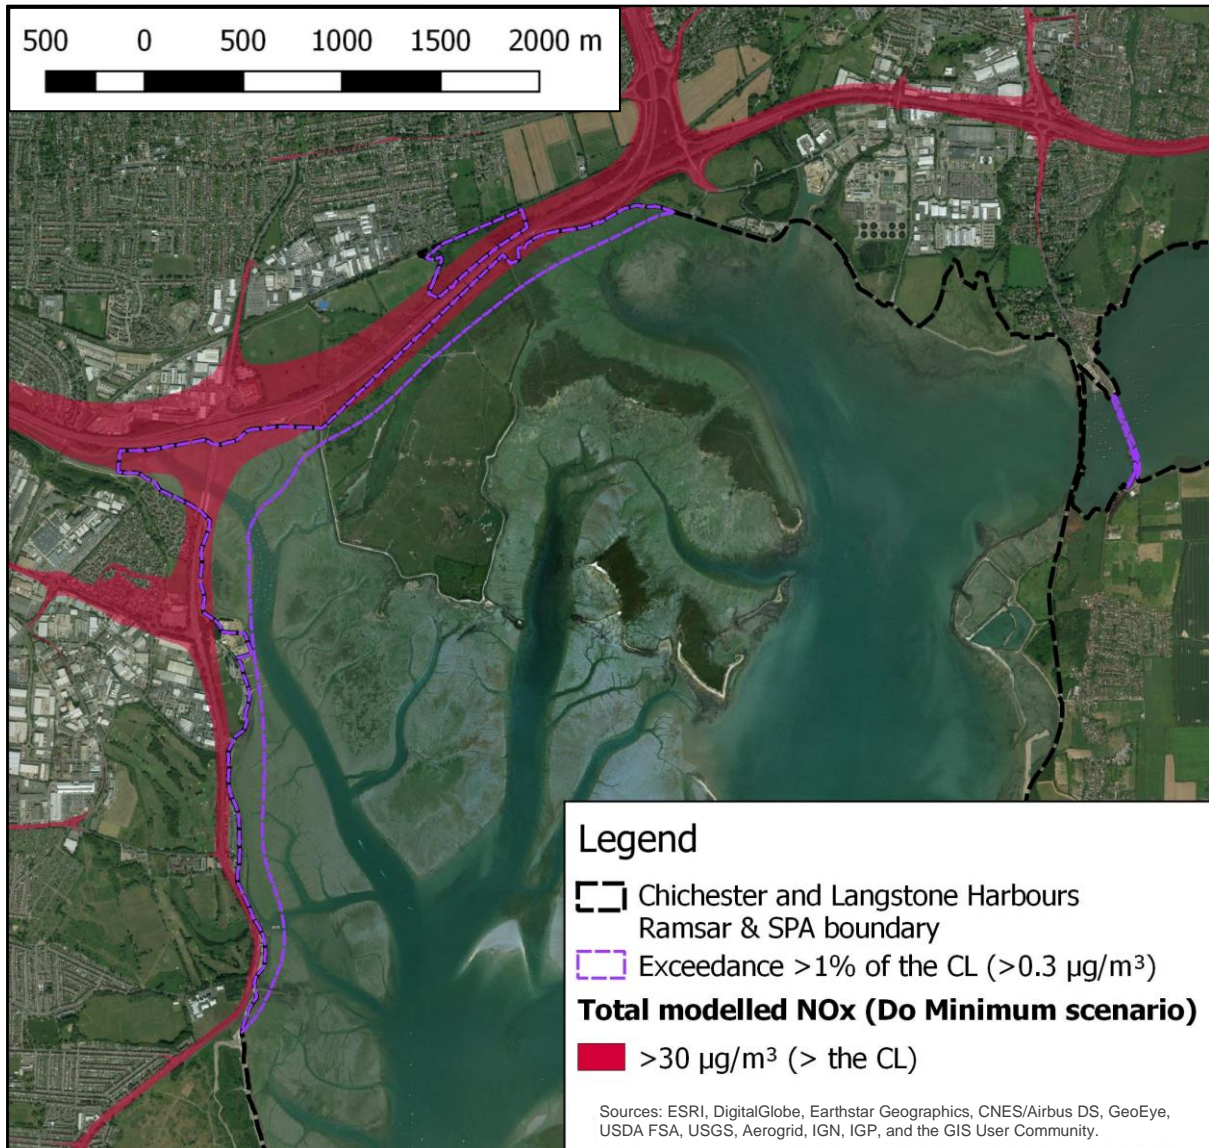 500 0 500 1000 1500 2000 m
Legend
Chichester and Langstone Harbours
Ramsar & SPA boundary
Exceedance >1% of the CL (>0.3 µg/m³)
Total modelled NOx (Do Minimum scenario)
>30 µg/m³ (> the CL)
Sources: ESRI, DigitalGlobe, Earthstar Geographics, CNES/Airbus DS, GeoEye,
USDA FSA, USGS, Aerogrid, IGN, IGP, and the GIS User Community.